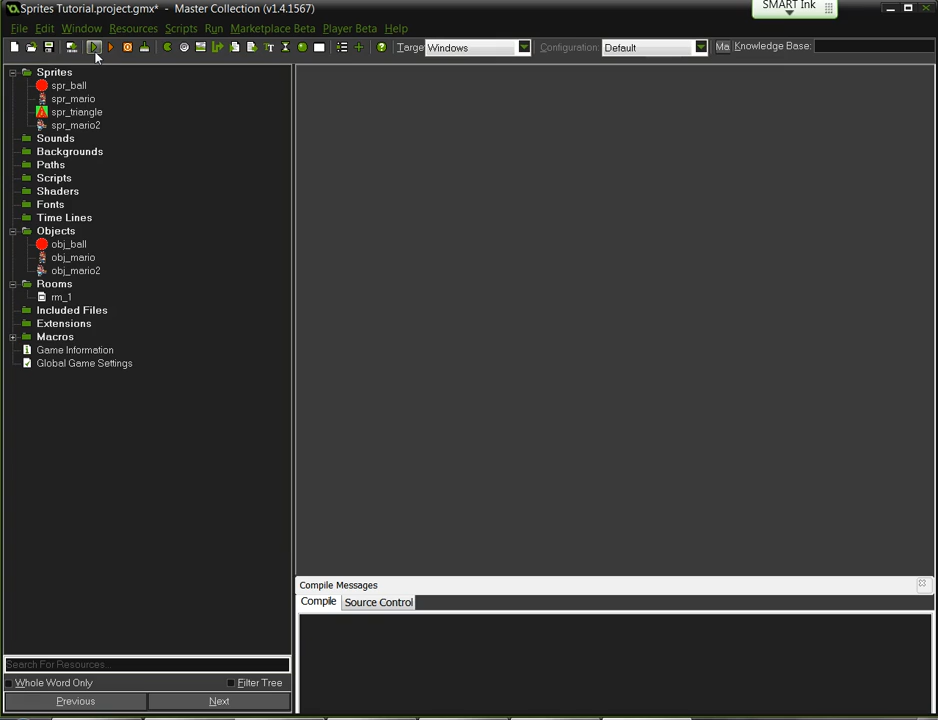 Sprites Tutorial.project.gmx* - Master Collection (v1.4.1567)
SMART Ink
File Edit Window Resources Scripts Run Marketplace Beta Player Beta Help
Target Windows Configuration: Default Ma Knowledge Base:
Sprites
spr_ball
spr_mario
spr_triangle
spr_mario2
Sounds
Backgrounds
Paths
Scripts
Shaders
Fonts
Time Lines
Objects
obj_ball
obj_mario
obj_mario2
Rooms
rm_1
Included Files
Extensions
Macros
Game Information
Global Game Settings
Compile Messages
Compile Source Control
Search For Resources...
Whole Word Only Filter Tree
Previous Next